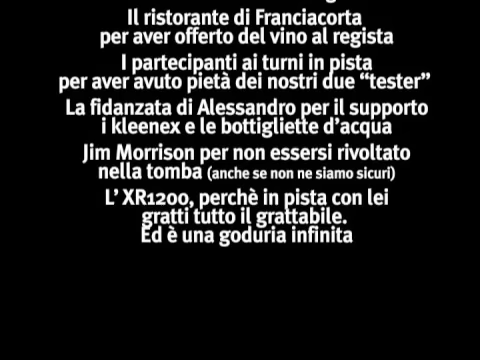 Il ristorante di Franciacorta
per aver offerto del vino al regista
I partecipanti ai turni in pista
per aver avuto pietà dei nostri due “tester”
La fidanzata di Alessandro per il supporto
i kleenex e le bottigliette d’acqua
Jim Morrison per non essersi rivoltato
nella tomba (anche se non ne siamo sicuri)
L’ XR1200, perchè in pista con lei
gratti tutto il grattabile.
Ed è una goduria infinita